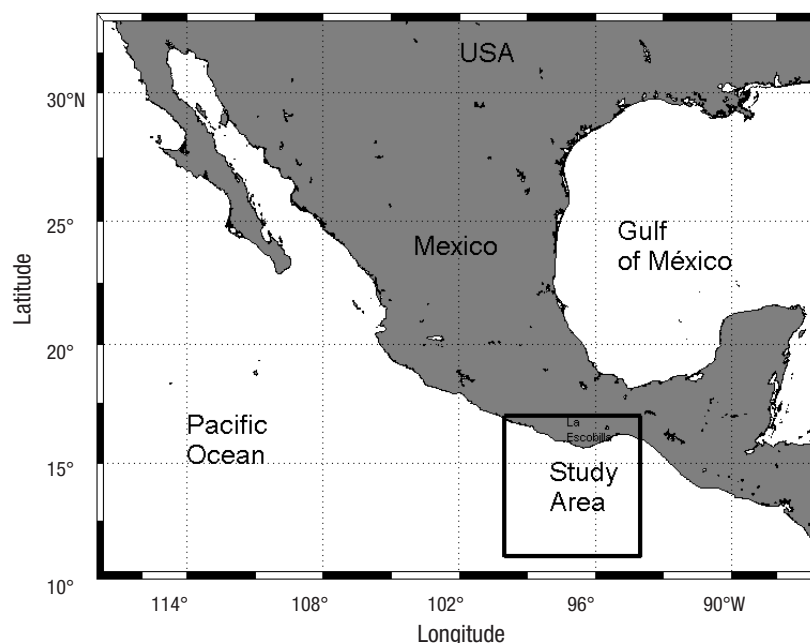 USA
30°N
25°
Mexico
Gulf
of México
Latitude
20°
Pacific
Ocean
La
Escobilla
15°
Study
Area
10°
114°
108°
102°
96°
90°W
Longitude